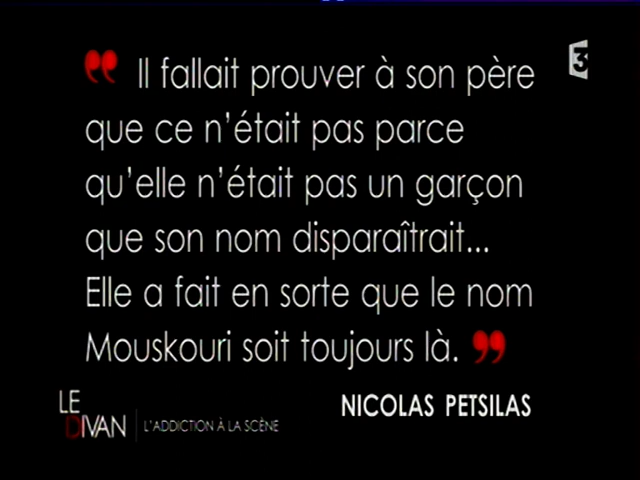 ❝ Il fallait prouver à son père
que ce n'était pas parce
qu'elle n'était pas un garçon
que son nom disparaîtrait...
Elle a fait en sorte que le nom
Mouskouri soit toujours là. ❞
NICOLAS PETSILAS
LE
DIVAN
L'ADDICTION À LA SCÈNE
3